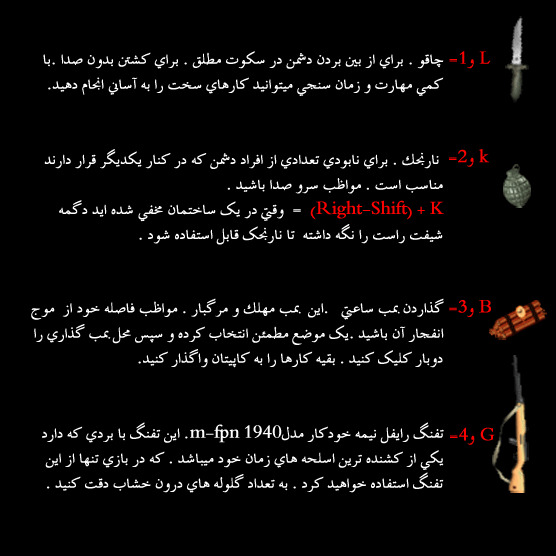 L و1= چاقو . براي از بين بردن دشمن در سكوت مطلق . براي كشتن بدون صدا .با
كمي مهارت و زمان سنجي ميتوانيد كارهاي سخت را به آساني انجام دهيد.
k و2= نارنجك . براي نابودي تعدادي از افراد دشمن كه در كنار يكديگر قرار دارند
مناسب است . مواظب سرو صدا باشيد .
(Right-Shift) + K = وقتي در يک ساختمان مخفي شده ايد دگمه
شيفت راست را نگه داشته تا نارنجک قابل استفاده شود .
B و3= گذاردن بمب ساعتي .اين بمب مهلك و مرگبار . مواظب فاصله خود از موج
انفجار آن باشيد .يک موضع مطمئن انتخاب كرده و سپس محل بمب گذاري را
دوبار كليک كنيد . بقيه كارها را به كاپيتان واگذار كنيد.
G و4= تفنگ رايفل نيمه خودكار مدل1940 m-fpn. اين تفنگ با بردي كه دارد
يكي از كشنده ترين اسلحه هاي زمان خود ميباشد . كه در بازي تنها از اين
تفنگ استفاده خواهيد كرد . به تعداد گلوله هاي درون خشاب دقت كنيد .